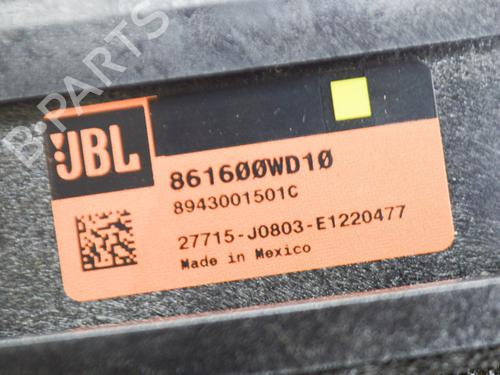 B-PARTS
JBL
861600WD10
8943001501C
27715-J0803-E1220477
Made in Mexico